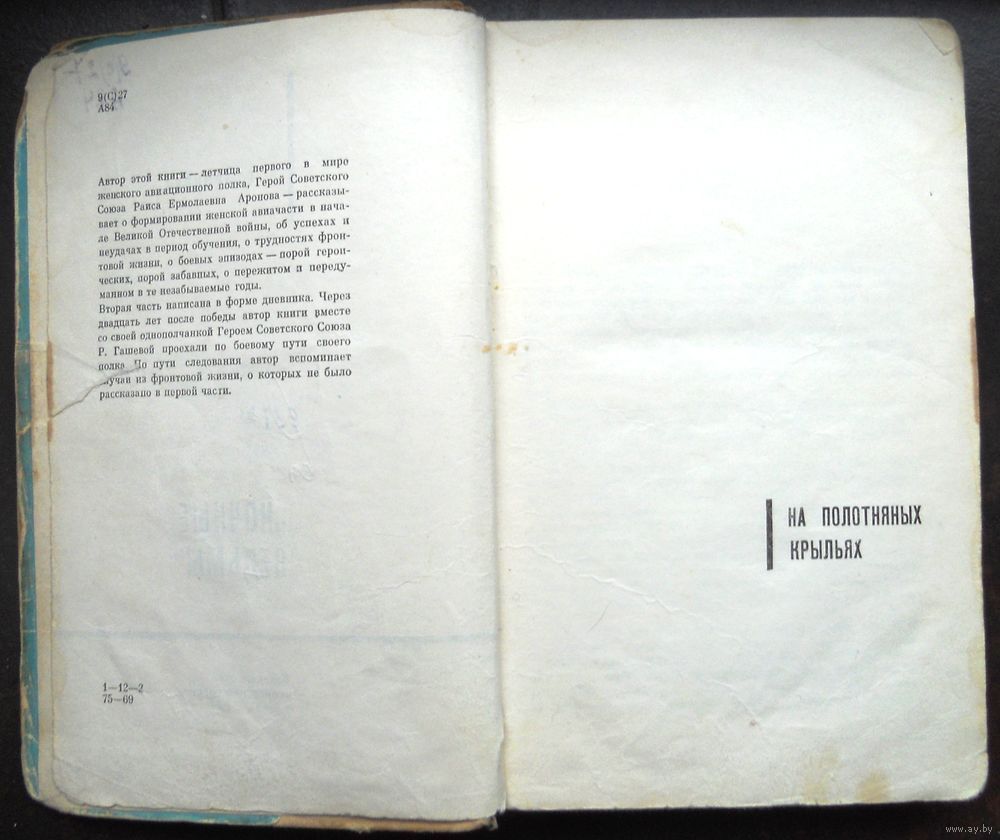 9(С)27
А84
Автор этой книги — летчица первого в мире
женского авиационного полка, Герой Советского
Союза Раиса Ермолаевна Аронова — рассказы-
вает о формировании женской авиачасти в нача-
ле Великой Отечественной войны, об успехах и
неудачах в период обучения, о трудностях фрон-
товой жизни, о боевых эпизодах — порой герои-
ческих, порой забавных, о пережитом и переду-
манном в те незабываемые годы.
Вторая часть написана в форме дневника. Через
двадцать лет после победы автор книги вместе
со своей однополчанкой Героем Советского Союза
Р. Гашевой проехали по боевому пути своего
полка. По пути следования автор вспоминает
случаи из фронтовой жизни, о которых не было
рассказано в первой части.
1—12—2
75—69
НА ПОЛОТНЯНЫХ
КРЫЛЬЯХ
www.ay.by